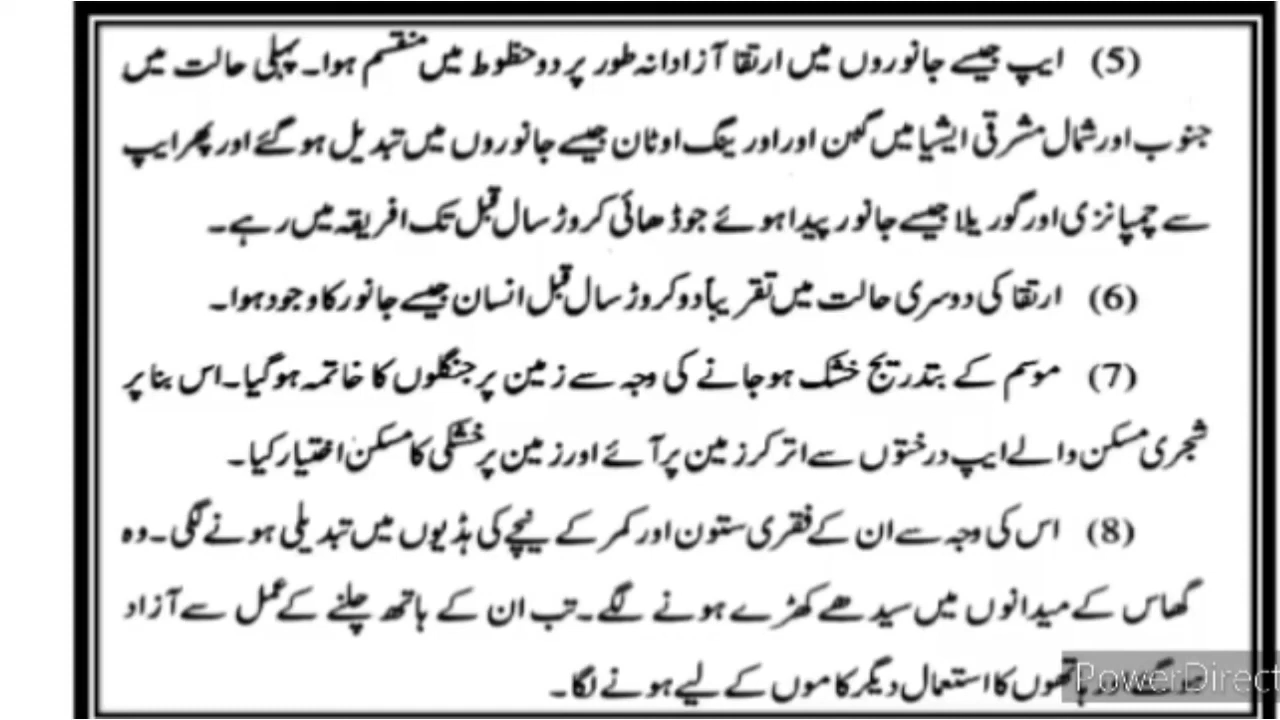 (5) ایپ جیسے جانوروں میں ارتقا آزادانہ طور پر دو خطوط میں منقسم ہوا۔ پہلی حالت میں
جنوب اور شمال مشرقی ایشیا میں گبن اور اورینگ اوٹان جیسے جانوروں میں تبدیل ہوگئے اور پھر ایپ
سے چمپانزی اور گوریلا جیسے جانور پیدا ہوئے جو ڈھائی کروڑ سال قبل تک افریقہ میں رہے۔
(6) ارتقا کی دوسری حالت میں تقریباً دو کروڑ سال قبل انسان جیسے جانور کا وجود ہوا۔
(7) موسم کے بتدریج خشک ہو جانے کی وجہ سے زمین پر جنگلوں کا خاتمہ ہوگیا۔ اس بنا پر
شجری مسکن والے ایپ درختوں سے اتر کر زمین پر آئے اور زمین پر خشکی کا مسکن اختیار کیا۔
(8) اس کی وجہ سے ان کے فقری ستون اور کمر کے نیچے کی ہڈیوں میں تبدیلی ہونے لگی۔ وہ
گھاس کے میدانوں میں سیدھے کھڑے ہونے لگے۔ تب ان کے ہاتھ چلنے کے عمل سے آزاد
ہاتھوں کا استعمال دیگر کاموں کے لیے ہونے لگا۔
PowerDirect